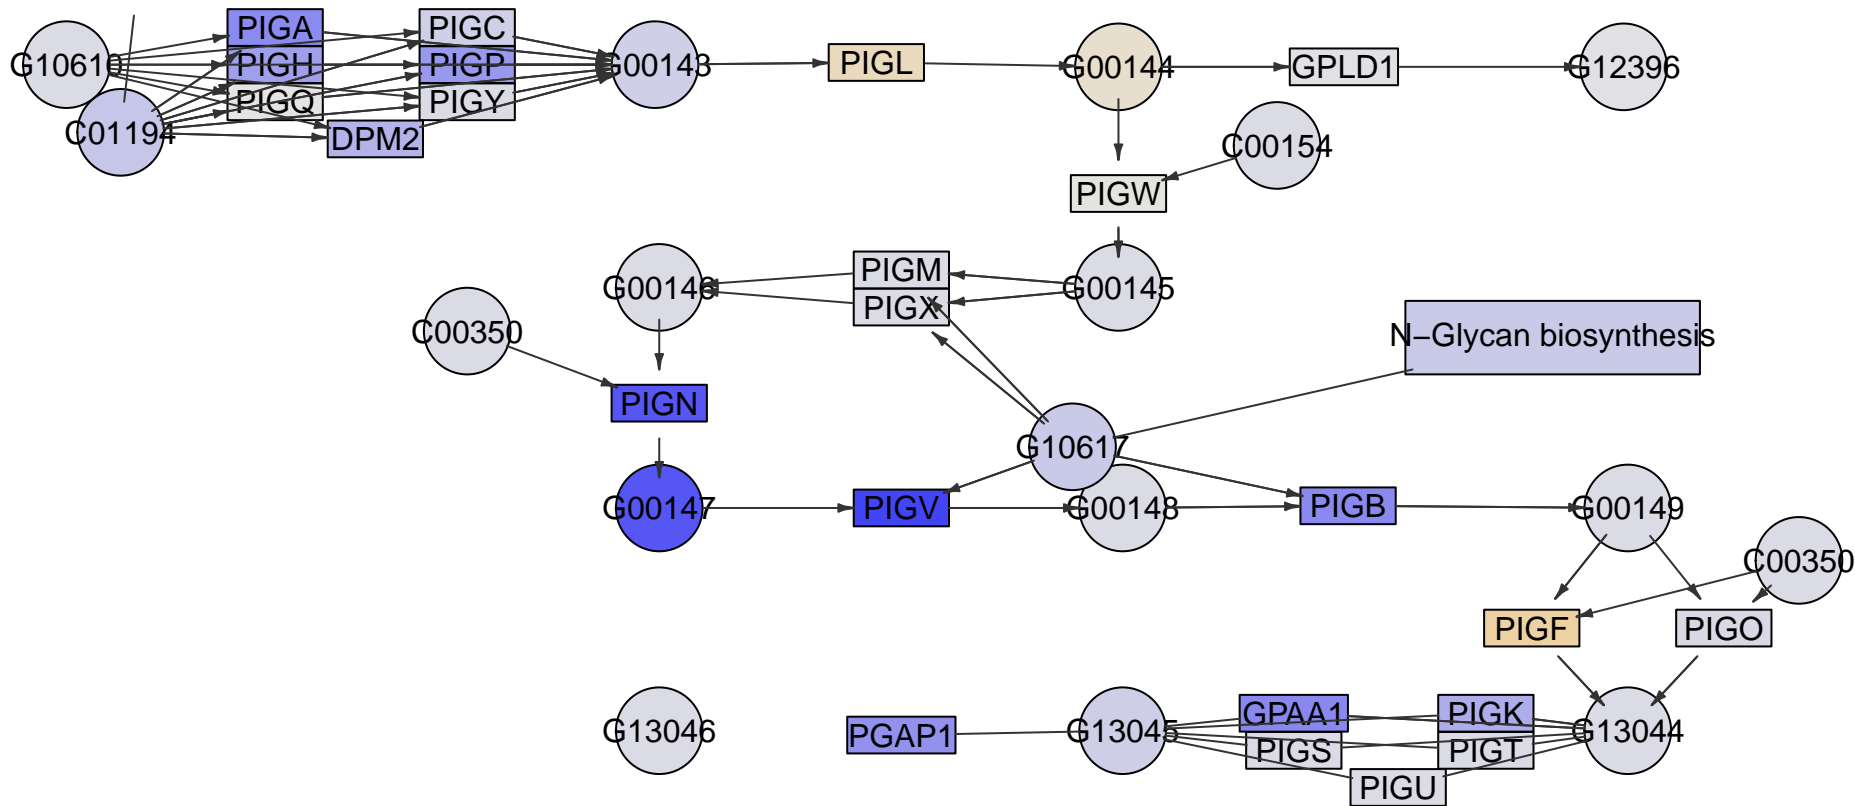 PIGA
PIGC
G10610
PIGH
PIGP
G00143
PIGL
G00144
GPLD1
G12396
PIGQ
PIGY
C01194
DPM2
C00154
PIGW
G00146
PIGM
G00145
PIGX
C00350
N−Glycan biosynthesis
PIGN
G10617
G00147
PIGV
G00148
PIGB
G00149
C00350
PIGF
PIGO
G13046
PGAP1
G13045
GPAA1
PIGK
G13044
PIGS
PIGT
PIGU